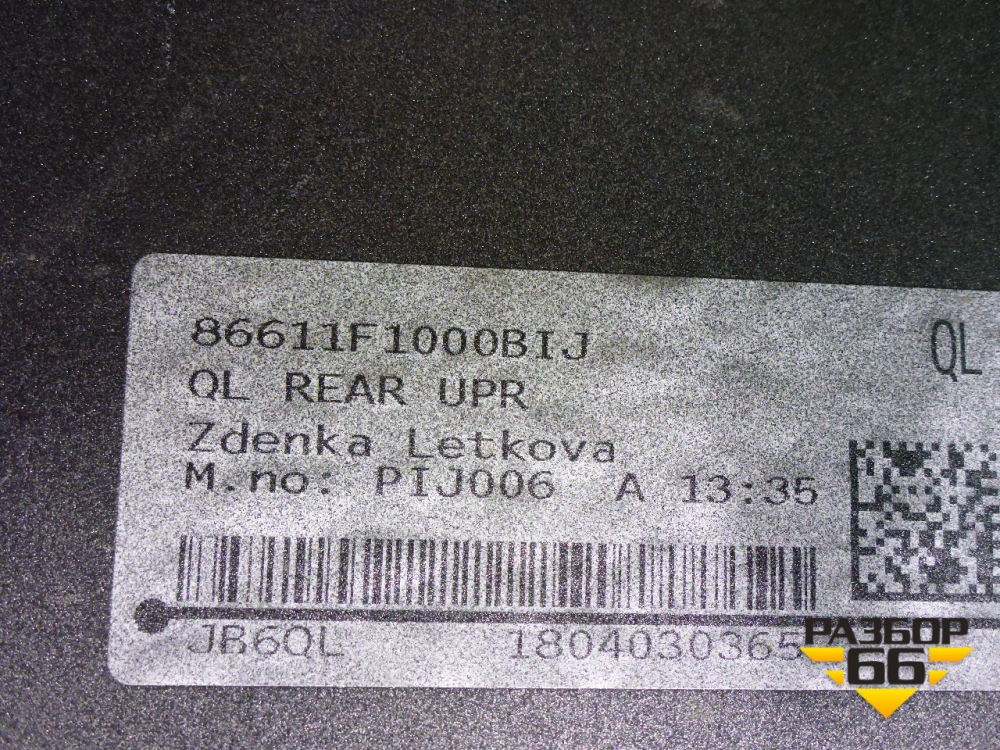 86611F1000BIJ
QL
QL REAR UPR
Zdenka Letkova
M.no: PIJ006 A 13:35
JB6QL 1804030365
РАЗБОР
66